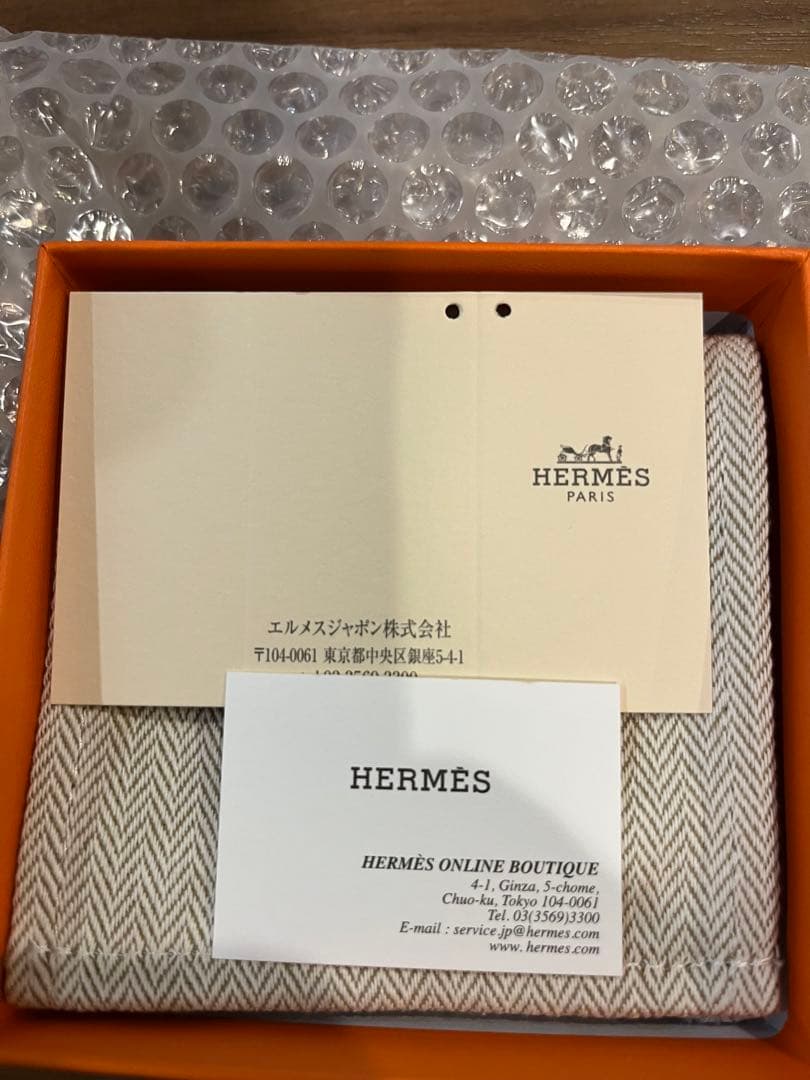 HERMÈS
PARIS
エルメスジャポン株式会社
〒104-0061 東京都中央区銀座5-4-1
HERMÈS
HERMÈS ONLINE BOUTIQUE
4-1, Ginza, 5-chome,
Chuo-ku, Tokyo 104-0061
Tel. 03(3569)3300
E-mail : service.jp@hermes.com
www. hermes.com